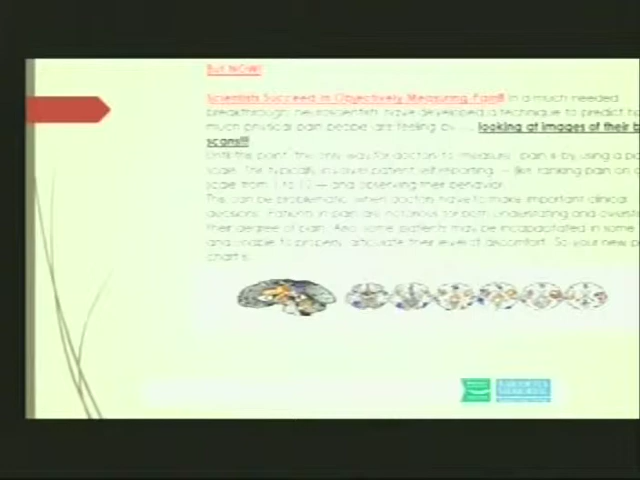 But NOW!
Scientists Succeed in Objectively Measuring Pain!! In a much needed
breakthrough, neuroscientists have developed a technique to predict
much physical pain people are feeling by ... looking at images of their
scans!!!
Until this point, the only way for doctors to measure pain is by using a
scale. This typically involves patient self-reporting — like ranking pain on
scale from 1 to 10 — and observing their behavior.
This can be problematic when doctors have to make important clinical
decisions. Patients in pain are notorious for both understating and
their degree of pain. And some patients may be incapacitated in some
and unable to properly articulate their level of discomfort. So your new
chart is: